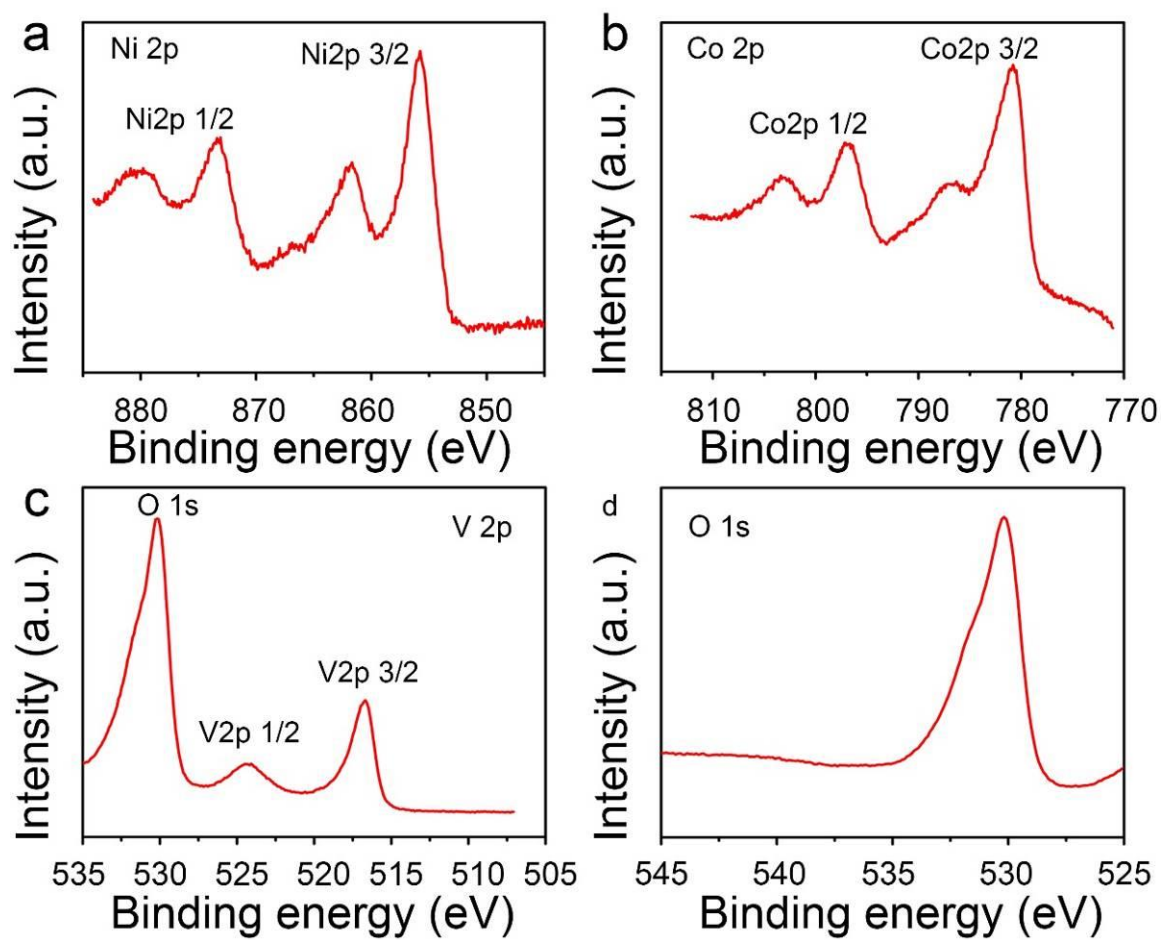 a
Ni 2p
Ni2p 3/2
Ni2p 1/2
Intensity (a.u.)
880 870 860 850
Binding energy (eV)
b
Co 2p
Co2p 3/2
Co2p 1/2
Intensity (a.u.)
810 800 790 780 770
Binding energy (eV)
c
O 1s
V 2p
V2p 3/2
V2p 1/2
Intensity (a.u.)
535 530 525 520 515 510 505
Binding energy (eV)
d
O 1s
Intensity (a.u.)
545 540 535 530 525
Binding energy (eV)